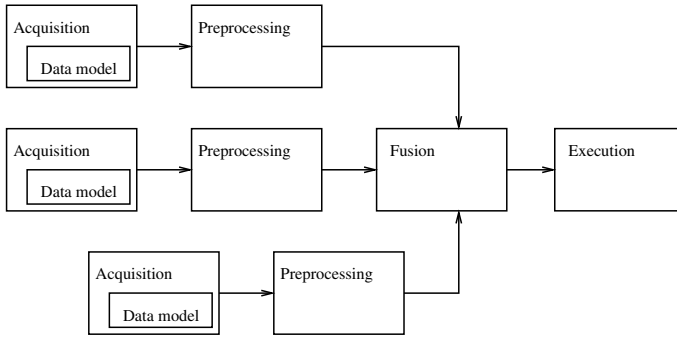 Acquisition
Data model
Preprocessing
Acquisition
Data model
Preprocessing
Fusion
Execution
Acquisition
Data model
Preprocessing